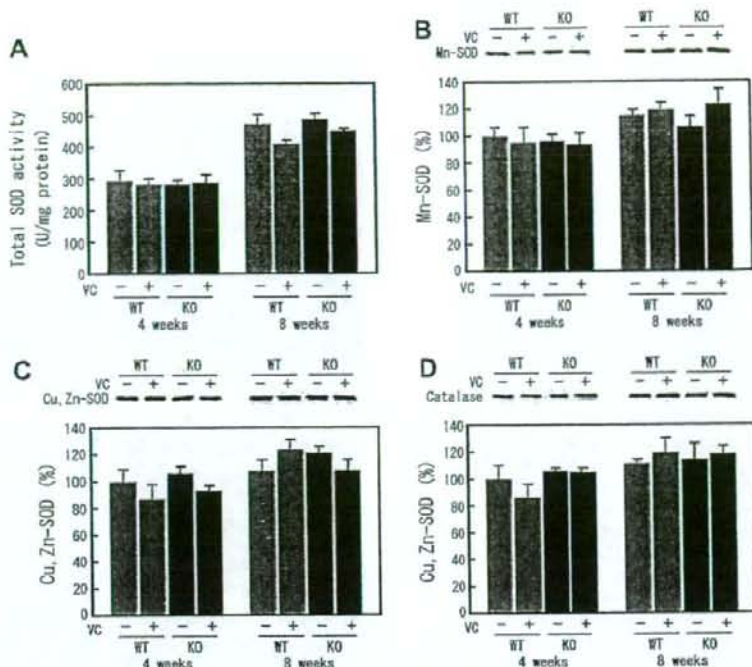 A
Total SOD activity
(U/mg protein)
600
500
400
300
200
100
0
VC − + − +
WT KO
4 weeks
− + − +
WT KO
8 weeks
B
WT KO WT KO
VC − + − + − + − +
Mn-SOD
Mn-SOD (%)
140
120
100
80
60
40
20
0
VC − + − + − + − +
WT KO WT KO
4 weeks 8 weeks
C
WT KO WT KO
VC − + − + − + − +
Cu,Zn-SOD
Cu,Zn-SOD (%)
140
120
100
80
60
40
20
0
VC − + − + − + − +
WT KO WT KO
4 weeks 8 weeks
D
WT KO WT KO
VC − + − + − + − +
Catalase
Cu,Zn-SOD (%)
140
120
100
80
60
40
20
0
VC − + − + − + − +
WT KO WT KO
4 weeks 8 weeks